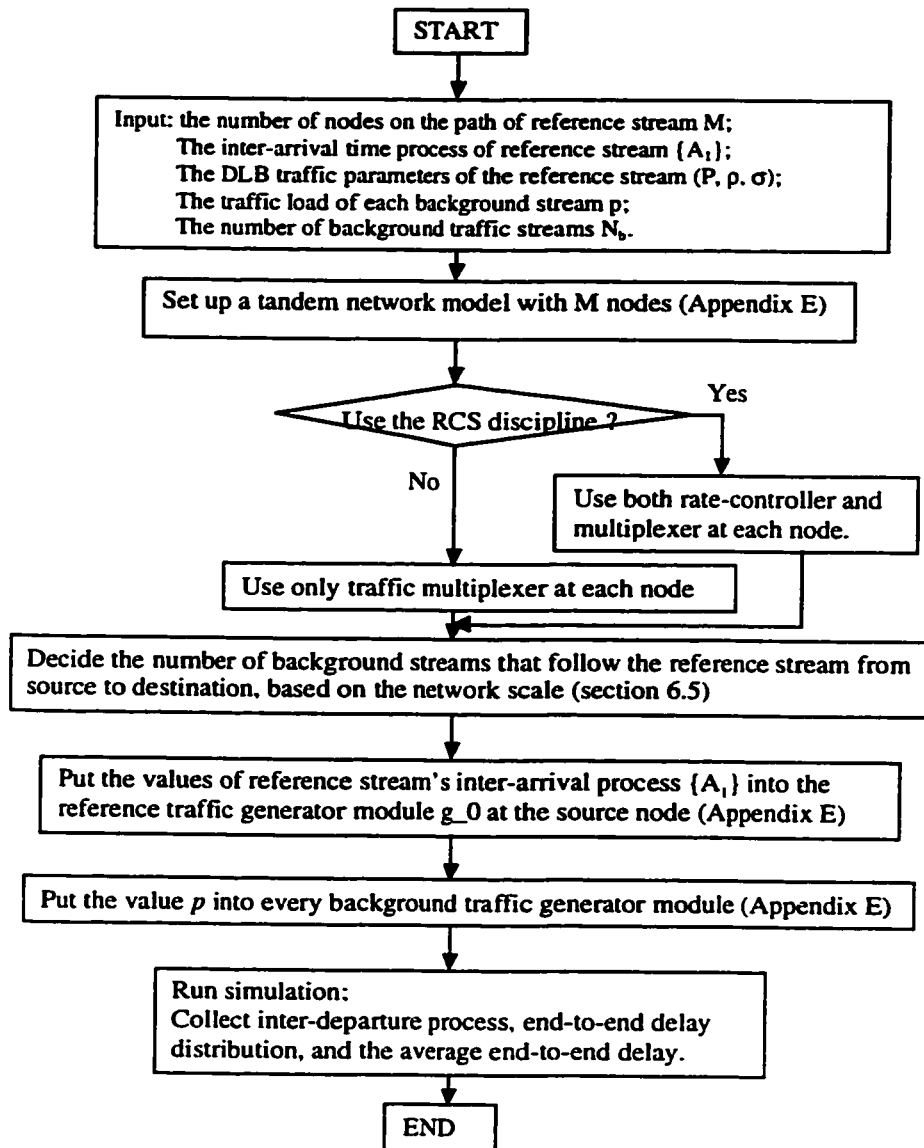 START
Input: the number of nodes on the path of reference stream M;
The inter-arrival time process of reference stream {A₁};
The DLB traffic parameters of the reference stream (P, ρ, σ);
The traffic load of each background stream p;
The number of background traffic streams N_b.
Set up a tandem network model with M nodes (Appendix E)
Use the RCS discipline ?
Yes
No
Use both rate-controller and
multiplexer at each node.
Use only traffic multiplexer at each node
Decide the number of background streams that follow the reference stream from
source to destination, based on the network scale (section 6.5)
Put the values of reference stream's inter-arrival process {A₁} into the
reference traffic generator module g_0 at the source node (Appendix E)
Put the value p into every background traffic generator module (Appendix E)
Run simulation:
Collect inter-departure process, end-to-end delay
distribution, and the average end-to-end delay.
END